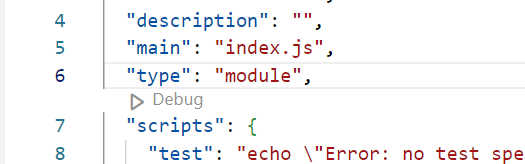 4 "description": "",
5 "main": "index.js",
6 "type": "module",
Debug
7 "scripts": {
8 "test": "echo \"Error: no test spe